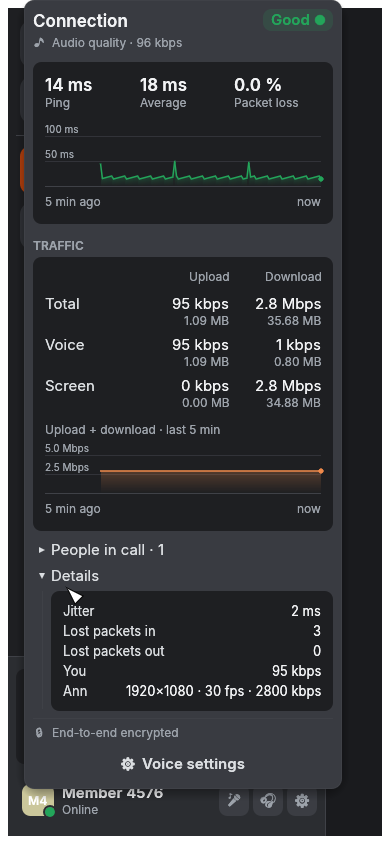 Connection Good
Audio quality · 96 kbps
14 ms 18 ms 0.0 %
Ping Average Packet loss
100 ms
50 ms
5 min ago now
TRAFFIC
Upload Download
Total 95 kbps 2.8 Mbps
1.09 MB 35.68 MB
Voice 95 kbps 1 kbps
1.09 MB 0.80 MB
Screen 0 kbps 2.8 Mbps
0.00 MB 34.88 MB
Upload + download · last 5 min
5.0 Mbps
2.5 Mbps
5 min ago now
People in call · 1
Details
Jitter 2 ms
Lost packets in 3
Lost packets out 0
You 95 kbps
Ann 1920×1080 · 30 fps · 2800 kbps
End-to-end encrypted
Voice settings
M4 Member 4576
Online